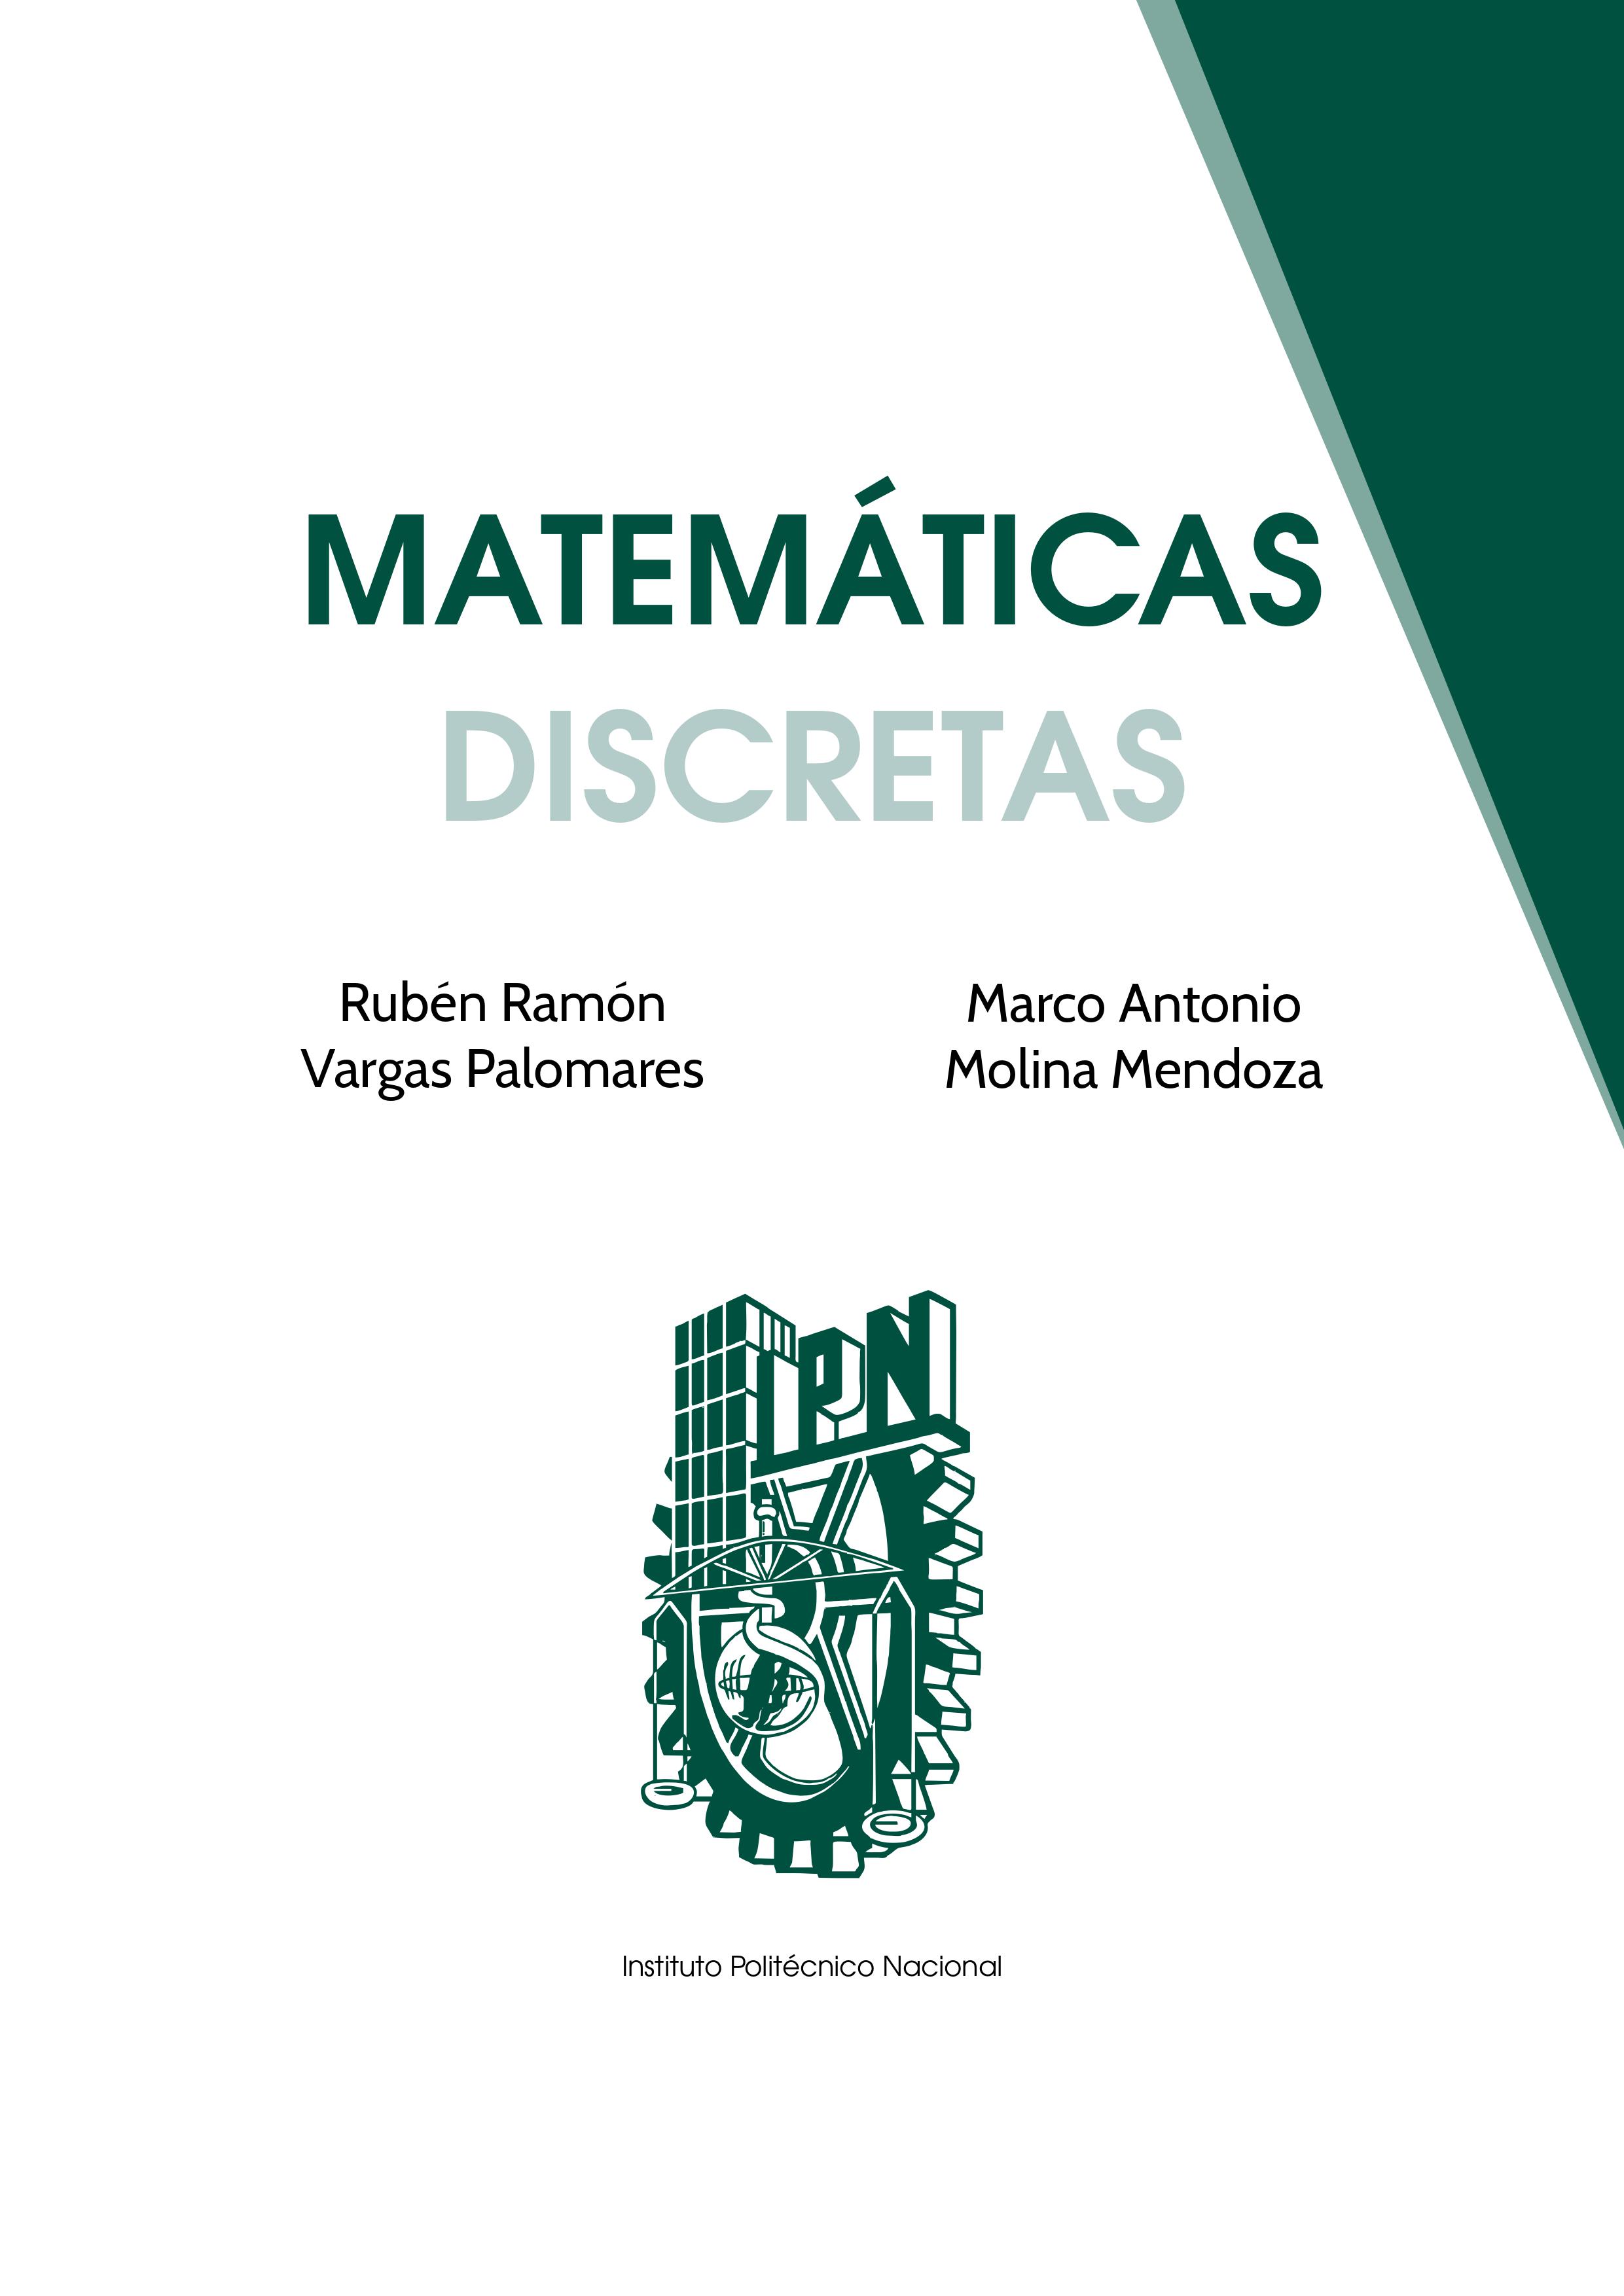 MATEMÁTICAS
DISCRETAS
Rubén Ramón
Vargas Palomares
Marco Antonio
Molina Mendoza
IPN
Instituto Politécnico Nacional